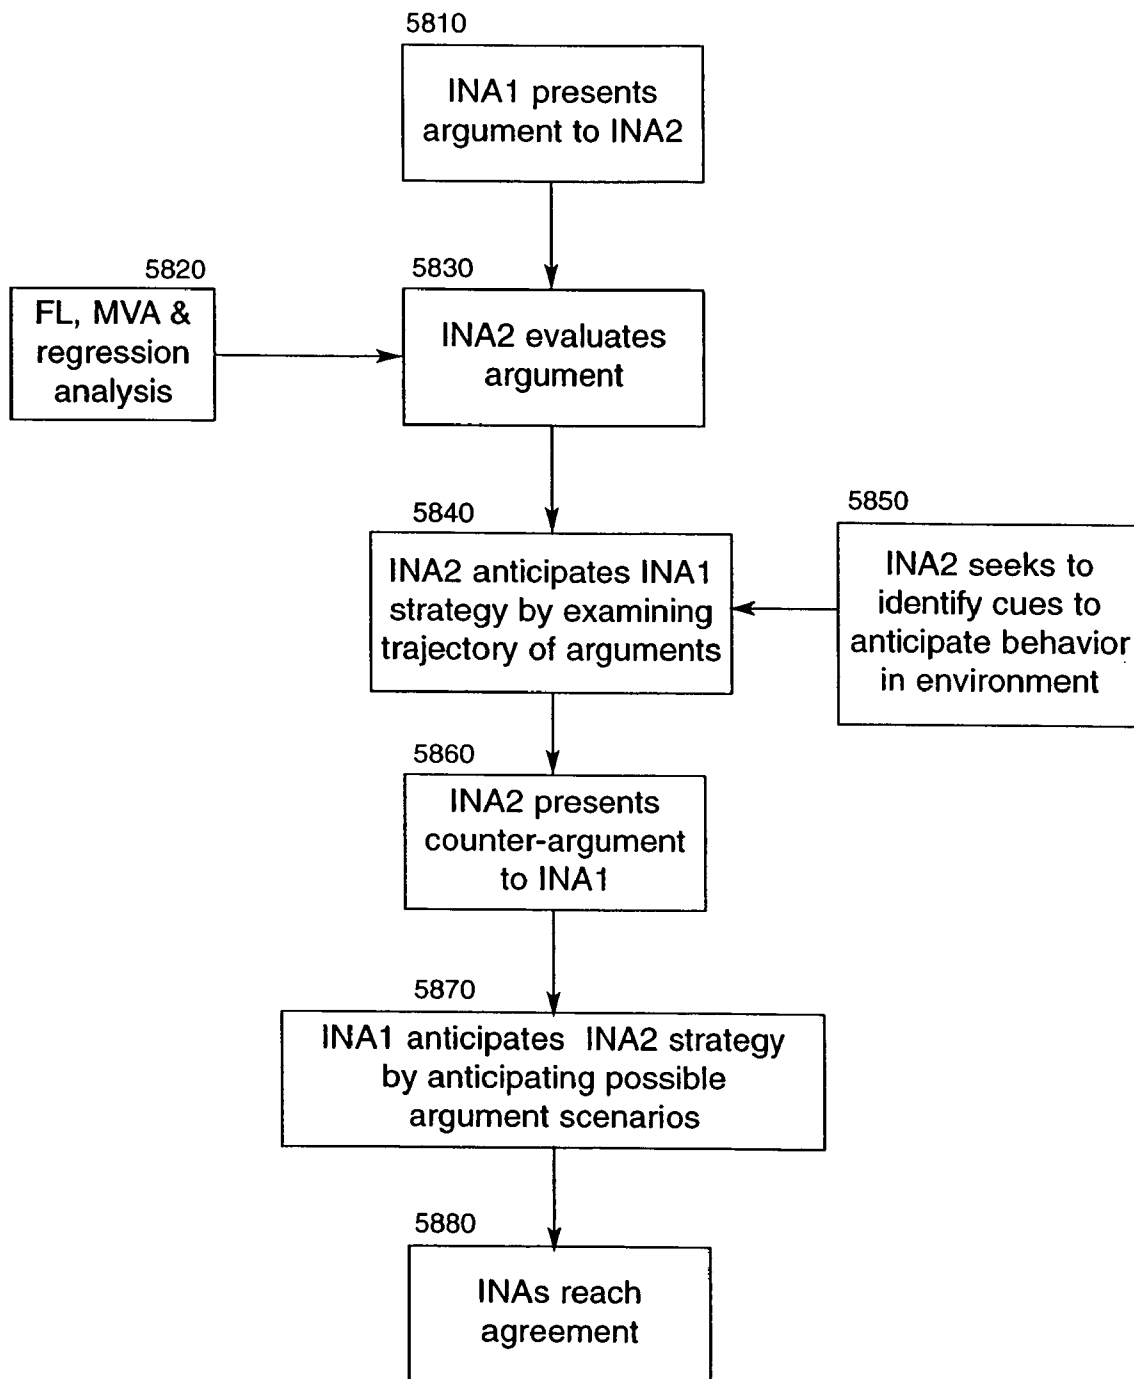 5810
INA1 presents
argument to INA2
5820
FL, MVA &
regression
analysis
5830
INA2 evaluates
argument
5840
INA2 anticipates INA1
strategy by examining
trajectory of arguments
5850
INA2 seeks to
identify cues to
anticipate behavior
in environment
5860
INA2 presents
counter-argument
to INA1
5870
INA1 anticipates INA2 strategy
by anticipating possible
argument scenarios
5880
INAs reach
agreement